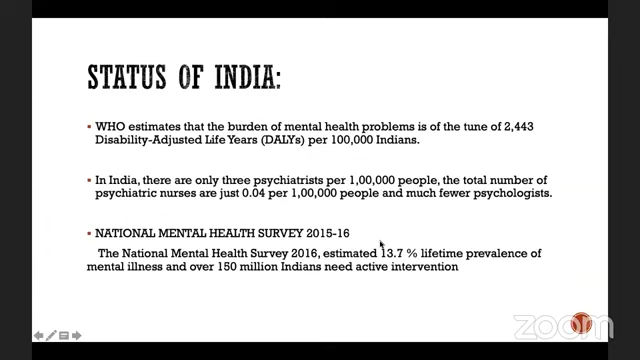 STATUS OF INDIA:
▪ WHO estimates that the burden of mental health problems is of the tune of 2,443
Disability-Adjusted Life Years (DALYs) per 100,000 Indians.
▪ In India, there are only three psychiatrists per 1,00,000 people, the total number of
psychiatric nurses are just 0.04 per 1,00,000 people and much fewer psychologists.
▪ NATIONAL MENTAL HEALTH SURVEY 2015-16
The National Mental Health Survey 2016, estimated 13.7 % lifetime prevalence of
mental illness and over 150 million Indians need active intervention
zoom